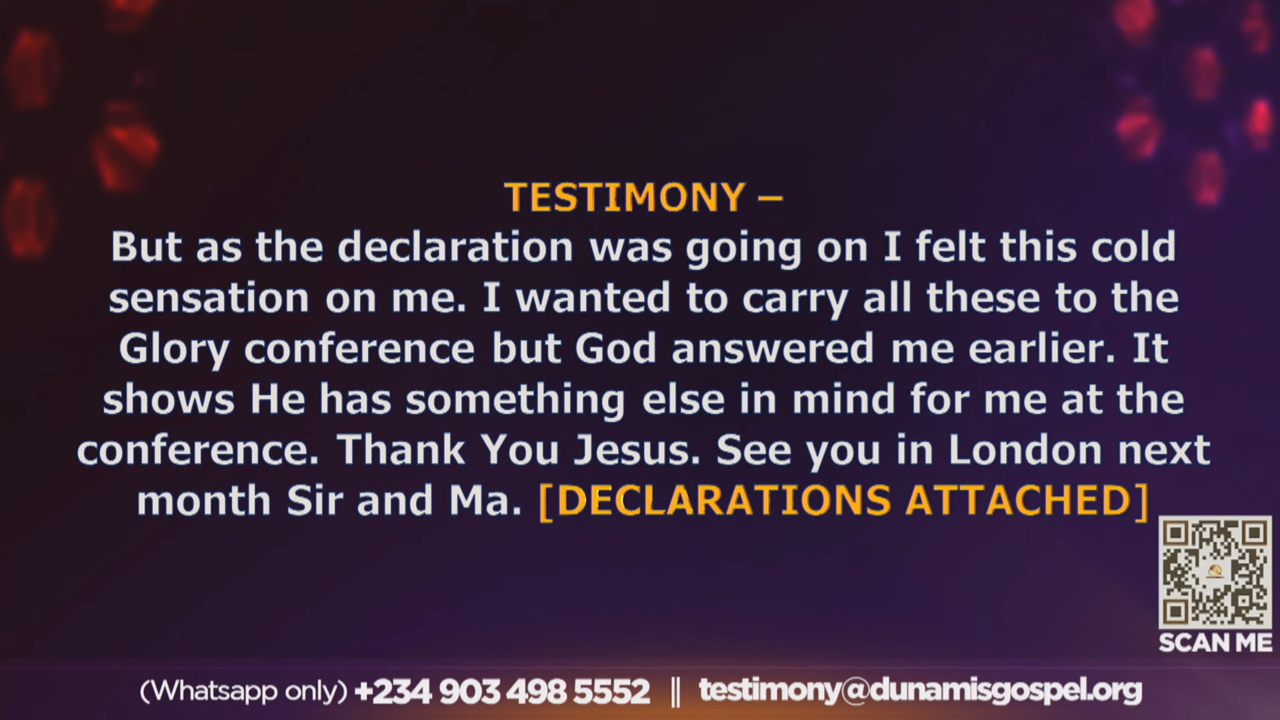 TESTIMONY –
But as the declaration was going on I felt this cold
sensation on me. I wanted to carry all these to the
Glory conference but God answered me earlier. It
shows He has something else in mind for me at the
conference. Thank You Jesus. See you in London next
month Sir and Ma. [DECLARATIONS ATTACHED]
SCAN ME
(Whatsapp only) +234 903 498 5552 || testimony@dunamisgospel.org